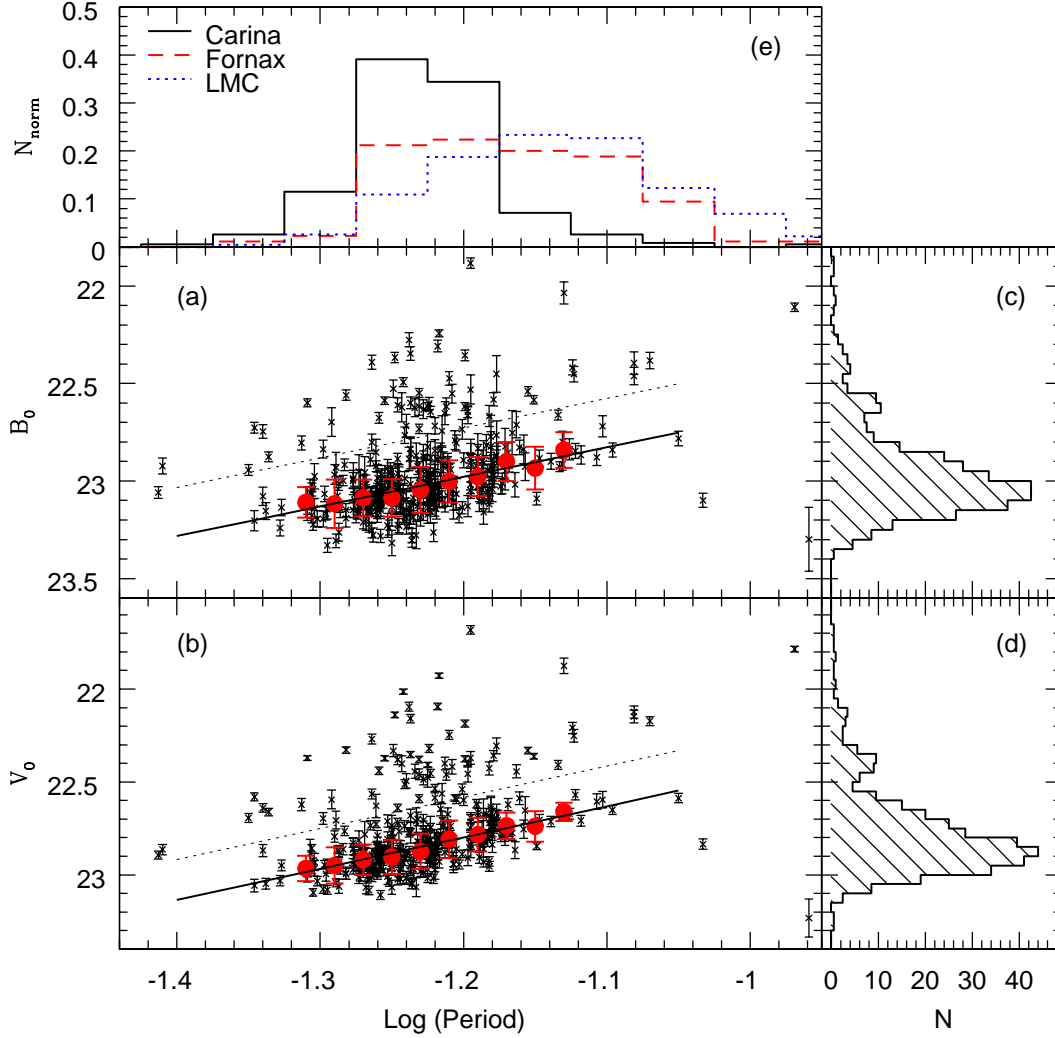 0.5
Carina
(e)
Fornax
0.4
LMC
0.3
N_norm
0.2
0.1
0
(a)
(c)
22
22.5
B_0
23
23.5
(b)
(d)
22
22.5
V_0
23
-1.4 -1.3 -1.2 -1.1 -1 0 10 20 30 40
Log (Period) N